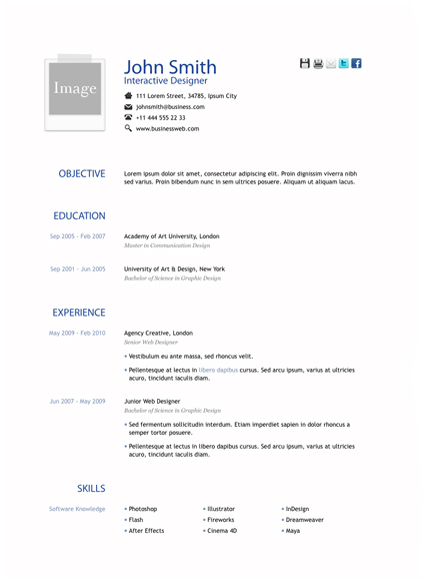 Image
John Smith
Interactive Designer
111 Lorem Street, 34785, Ipsum City
johnsmith@business.com
+11 444 555 22 33
www.businessweb.com
OBJECTIVE
Lorem ipsum dolor sit amet, consectetur adipiscing elit. Proin dignissim viverra nibh
sed varius. Proin bibendum nunc in sem ultrices posuere. Aliquam ut aliquam lacus.
EDUCATION
Sep 2005 - Feb 2007
Academy of Art University, London
Master in Communication Design
Sep 2001 - Jun 2005
University of Art & Design, New York
Bachelor of Science in Graphic Design
EXPERIENCE
May 2009 - Feb 2010
Agency Creative, London
Senior Web Designer
• Vestibulum eu ante massa, sed rhoncus velit.
• Pellentesque at lectus in libero dapibus cursus. Sed arcu ipsum, varius at ultricies
acuro, tincidunt iaculis diam.
Jun 2007 - May 2009
Junior Web Designer
Bachelor of Science in Graphic Design
• Sed fermentum sollicitudin interdum. Etiam imperdiet sapien in dolor rhoncus a
semper tortor posuere.
• Pellentesque at lectus in libero dapibus cursus. Sed arcu ipsum, varius at ultricies
acuro, tincidunt iaculis diam.
SKILLS
Software Knowledge
• Photoshop • Illustrator • InDesign
• Flash • Fireworks • Dreamweaver
• After Effects • Cinema 4D • Maya